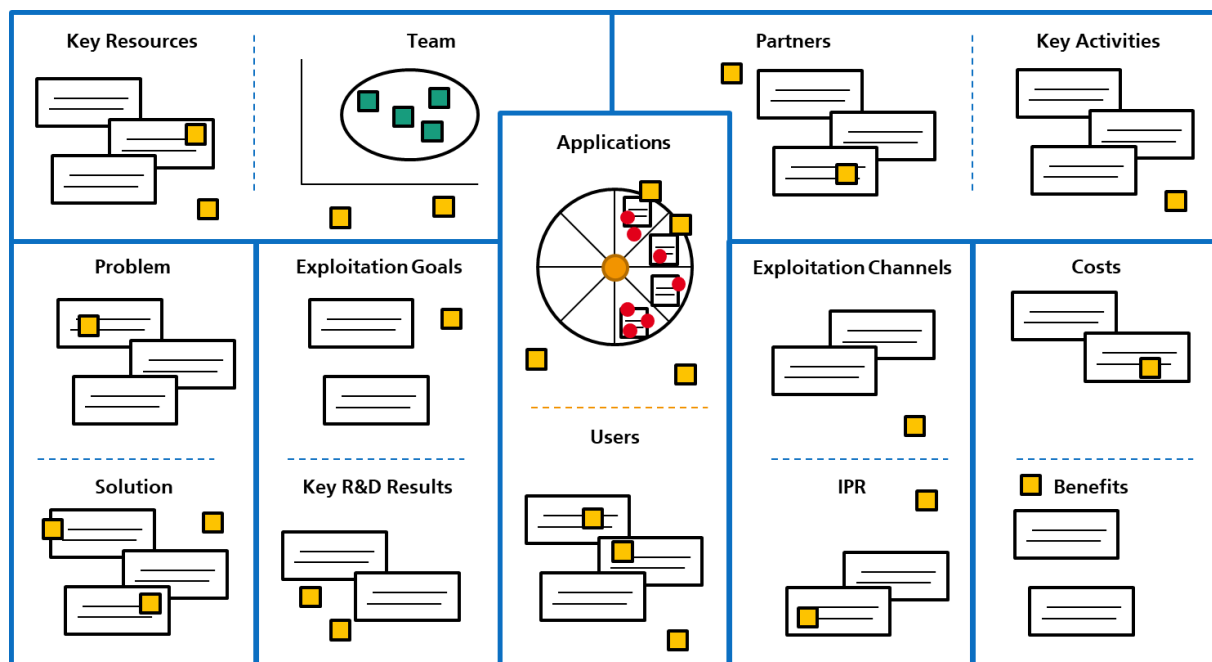 Key Resources
Team
Partners
Key Activities
Applications
Problem
Exploitation Goals
Exploitation Channels
Costs
Users
Solution
Key R&D Results
IPR
Benefits